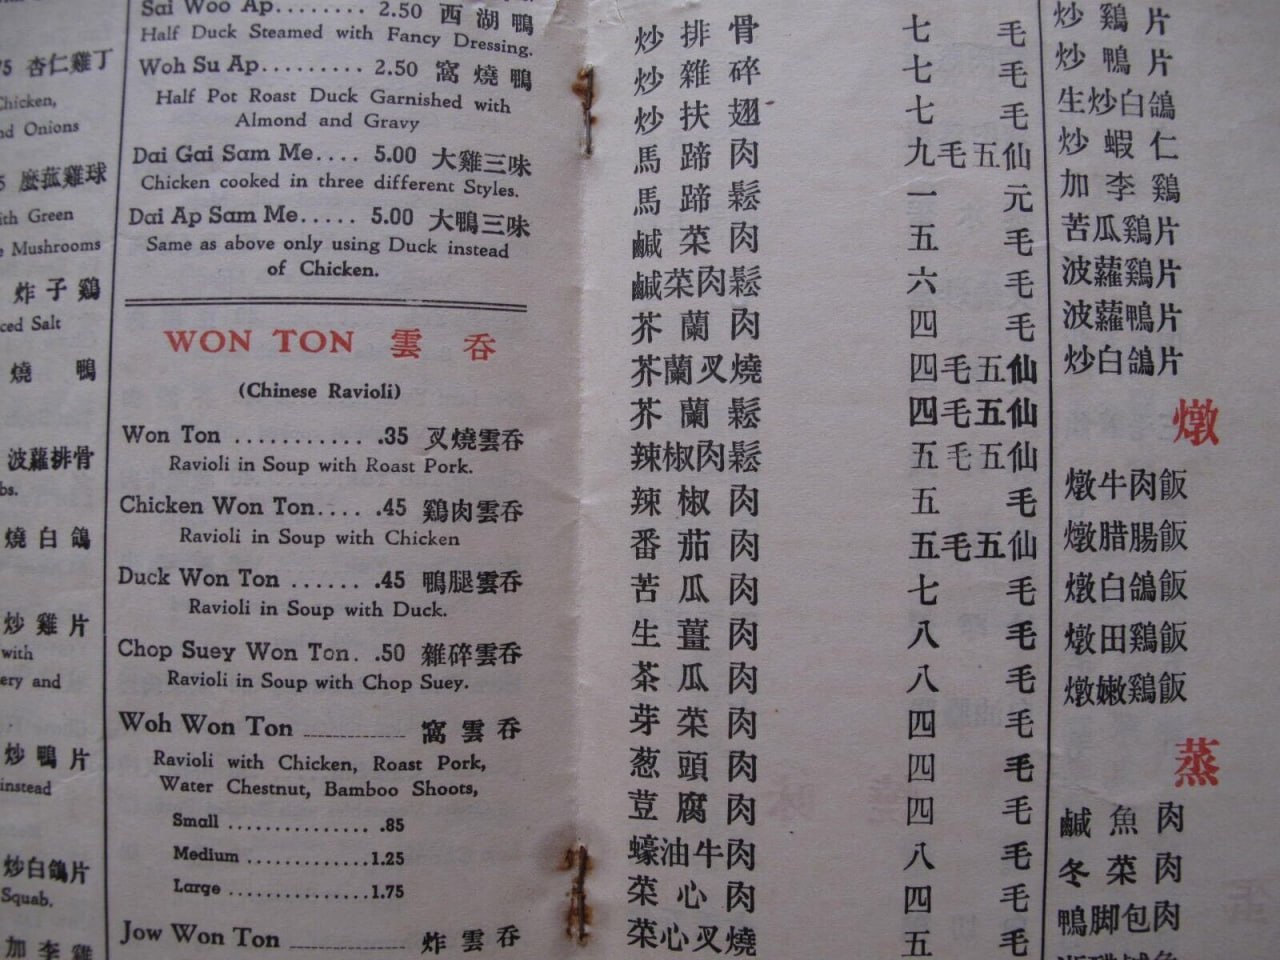 75 杏仁雞丁
Chicken,
nd Onions
5 麼菰雞球
ith Green
e Mushrooms
炸子鷄
ced Salt
燒鴨
波蘿排骨
bs.
燒白鴿
炒雞片
with
ery and
炒鴨片
instead
炒白鴿片
Squab.
加李雞
Sai Woo Ap........ 2.50 西湖鴨
Half Duck Steamed with Fancy Dressing.
Woh Su Ap......... 2.50 窩燒鴨
Half Pot Roast Duck Garnished with
Almond and Gravy
Dai Gai Sam Me.... 5.00 大雞三味
Chicken cooked in three different Styles.
Dai Ap Sam Me..... 5.00 大鴨三味
Same as above only using Duck instead
of Chicken.
WON TON 雲吞
(Chinese Ravioli)
Won Ton ........... .35 叉燒雲吞
Ravioli in Soup with Roast Pork.
Chicken Won Ton.... .45 鷄肉雲吞
Ravioli in Soup with Chicken
Duck Won Ton ...... .45 鴨腿雲吞
Ravioli in Soup with Duck.
Chop Suey Won Ton. .50 雜碎雲吞
Ravioli in Soup with Chop Suey.
Woh Won Ton 窩雲吞
Ravioli with Chicken, Roast Pork,
Water Chestnut, Bamboo Shoots,
Small .............. .85
Medium ............1.25
Large ..............1.75
Jow Won Ton 炸雲吞
炒排骨 七毛
炒雜碎 七毛
炒扶翅 七毛
馬蹄肉 九毛五仙
馬蹄鬆 一元
鹹菜肉 五毛
鹹菜肉鬆 六毛
芥蘭肉 四毛
芥蘭叉燒 四毛五仙
芥蘭鬆 四毛五仙
辣椒肉鬆 五毛五仙
辣椒肉 五毛
番茄肉 五毛五仙
苦瓜肉 七毛
生薑肉 八毛
茶瓜肉 八毛
芽菜肉 四毛
葱頭肉 四毛
荳腐肉 四毛
蠔油牛肉 八毛
菜心肉 四毛
菜心叉燒 五毛
炒鷄片
炒鴨片
生炒白鴿
炒蝦仁
加李鷄
苦瓜鷄片
波蘿鷄片
波蘿鴨片
炒白鴿片
燉
燉牛肉飯
燉腊腸飯
燉白鴿飯
燉田鷄飯
燉嫩鷄飯
蒸
鹹魚肉
冬菜肉
鴨脚包肉